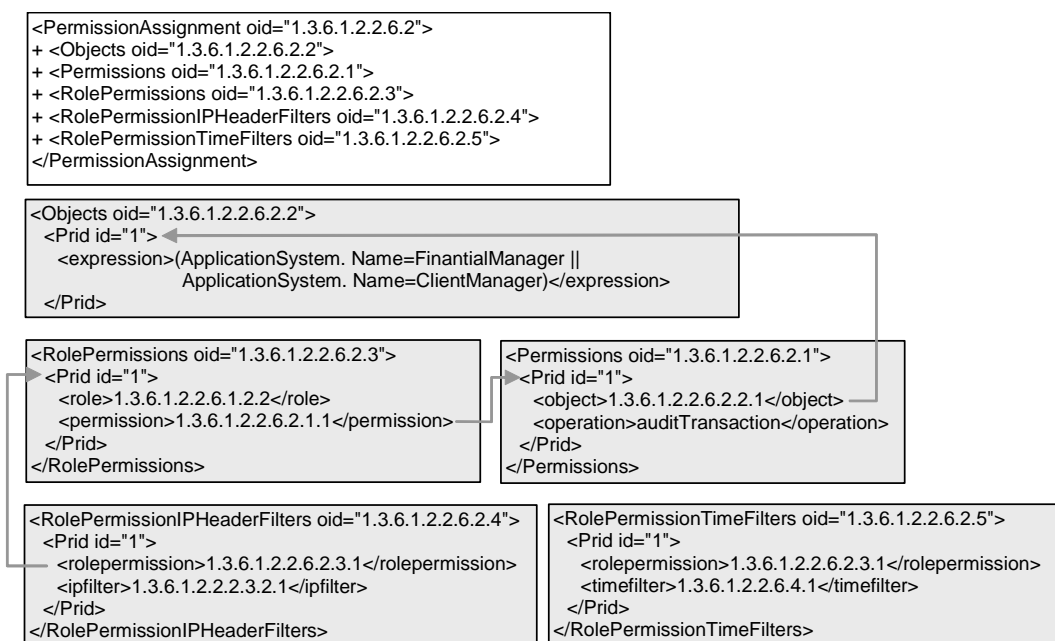 <PermissionAssignment oid="1.3.6.1.2.2.6.2">
+ <Objects oid="1.3.6.1.2.2.6.2.2">
+ <Permissions oid="1.3.6.1.2.2.6.2.1">
+ <RolePermissions oid="1.3.6.1.2.2.6.2.3">
+ <RolePermissionIPHeaderFilters oid="1.3.6.1.2.2.6.2.4">
+ <RolePermissionTimeFilters oid="1.3.6.1.2.2.6.2.5">
</PermissionAssignment>
<Objects oid="1.3.6.1.2.2.6.2.2">
<Prid id="1">
<expression>(ApplicationSystem. Name=FinantialManager ||
ApplicationSystem. Name=ClientManager)</expression>
</Prid>
<RolePermissions oid="1.3.6.1.2.2.6.2.3">
<Prid id="1">
<role>1.3.6.1.2.2.6.1.2.2</role>
<permission>1.3.6.1.2.2.6.2.1.1</permission>
</Prid>
</RolePermissions>
<Permissions oid="1.3.6.1.2.2.6.2.1">
<Prid id="1">
<object>1.3.6.1.2.2.6.2.2.1</object>
<operation>auditTransaction</operation>
</Prid>
</Permissions>
<RolePermissionIPHeaderFilters oid="1.3.6.1.2.2.6.2.4">
<Prid id="1">
<rolepermission>1.3.6.1.2.2.6.2.3.1</rolepermission>
<ipfilter>1.3.6.1.2.2.2.3.2.1</ipfilter>
</Prid>
</RolePermissionIPHeaderFilters>
<RolePermissionTimeFilters oid="1.3.6.1.2.2.6.2.5">
<Prid id="1">
<rolepermission>1.3.6.1.2.2.6.2.3.1</rolepermission>
<timefilter>1.3.6.1.2.2.6.4.1</timefilter>
</Prid>
</RolePermissionTimeFilters>